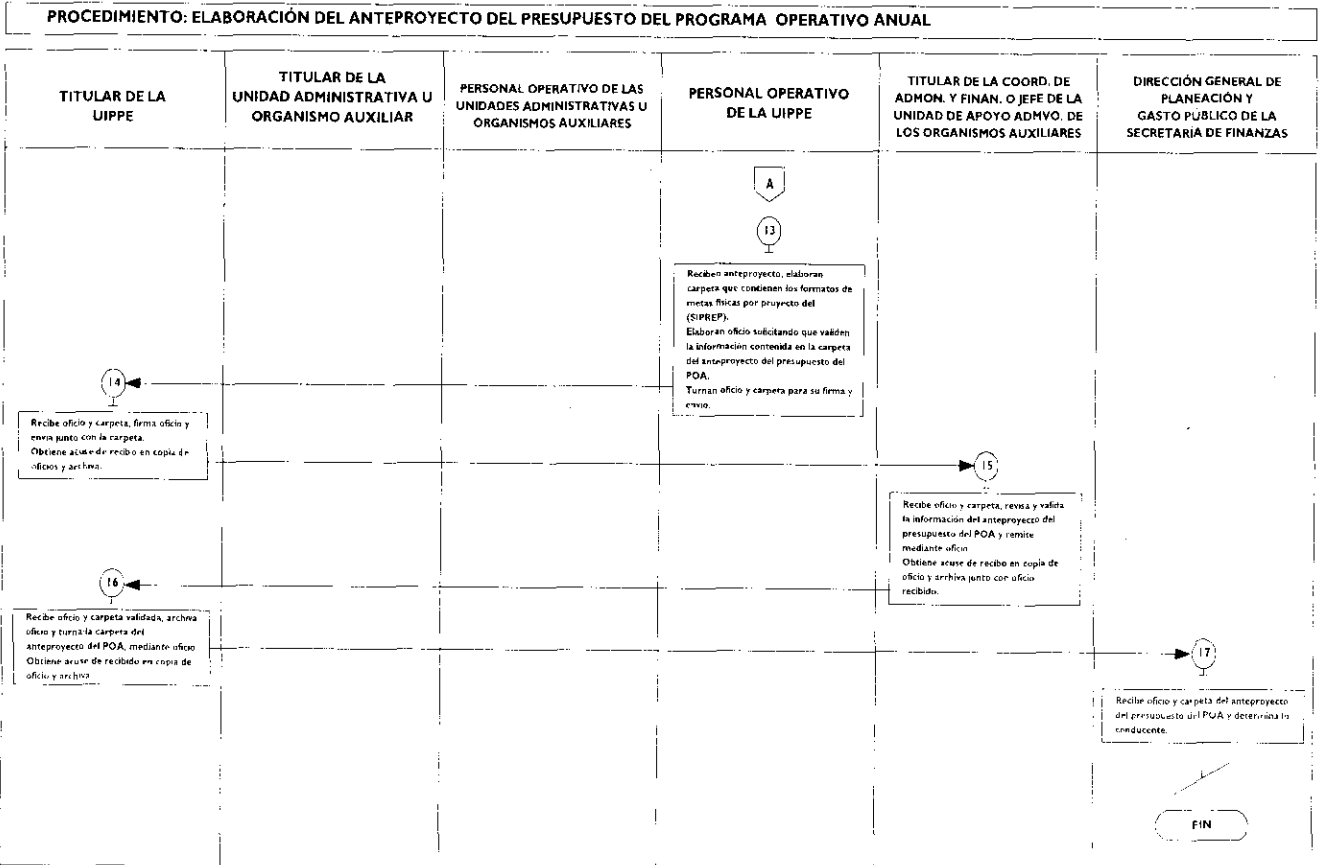 PROCEDIMIENTO: ELABORACIÓN DEL ANTEPROYECTO DEL PRESUPUESTO DEL PROGRAMA OPERATIVO ANUAL
TITULAR DE LA
UIPPE
TITULAR DE LA
UNIDAD ADMINISTRATIVA U
ORGANISMO AUXILIAR
PERSONAL OPERATIVO DE LAS
UNIDADES ADMINISTRATIVAS U
ORGANISMOS AUXILIARES
PERSONAL OPERATIVO
DE LA UIPPE
TITULAR DE LA COORD. DE
ADMON. Y FINAN. O JEFE DE LA
UNIDAD DE APOYO ADMVO. DE
LOS ORGANISMOS AUXILIARES
DIRECCIÓN GENERAL DE
PLANEACIÓN Y
GASTO PÚBLICO DE LA
SECRETARÍA DE FINANZAS
A
13
Reciben anteproyecto, elaboran
carpeta que contienen los formatos de
metas físicas por proyecto del
(SIPREP).
Elaboran oficio solicitando que validen
la información contenida en la carpeta
del anteproyecto del presupuesto del
POA.
Turnan oficio y carpeta para su firma y
envio.
14
Recibe oficio y carpeta, firma oficio y
envia junto con la carpeta.
Obtiene acuse de recibo en copia de
oficios y archiva.
15
Recibe oficio y carpeta, revisa y valida
la información del anteproyecto del
presupuesto del POA y remite
mediante oficio
Obtiene acuse de recibo en copia de
oficio y archiva junto con oficio
recibido.
16
Recibe oficio y carpeta validada, archiva
oficio y turna la carpeta del
anteproyecto del POA, mediante oficio
Obtiene acuse de recibido en copia de
oficio y archiva
17
Recibe oficio y carpeta del anteproyecto
del presupuesto del POA y determina lo
conducente.
FIN